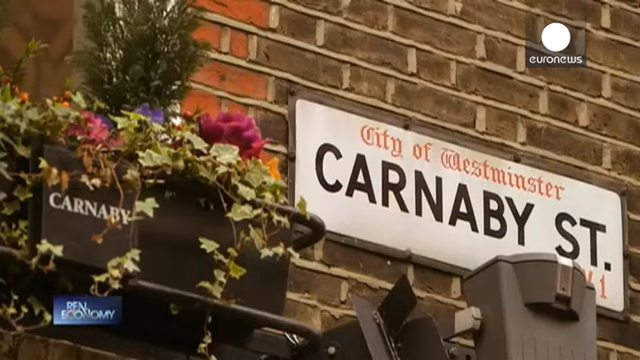 euronews
City of Westminster
CARNABY ST.
CARNABY
REAL
ECONOMY